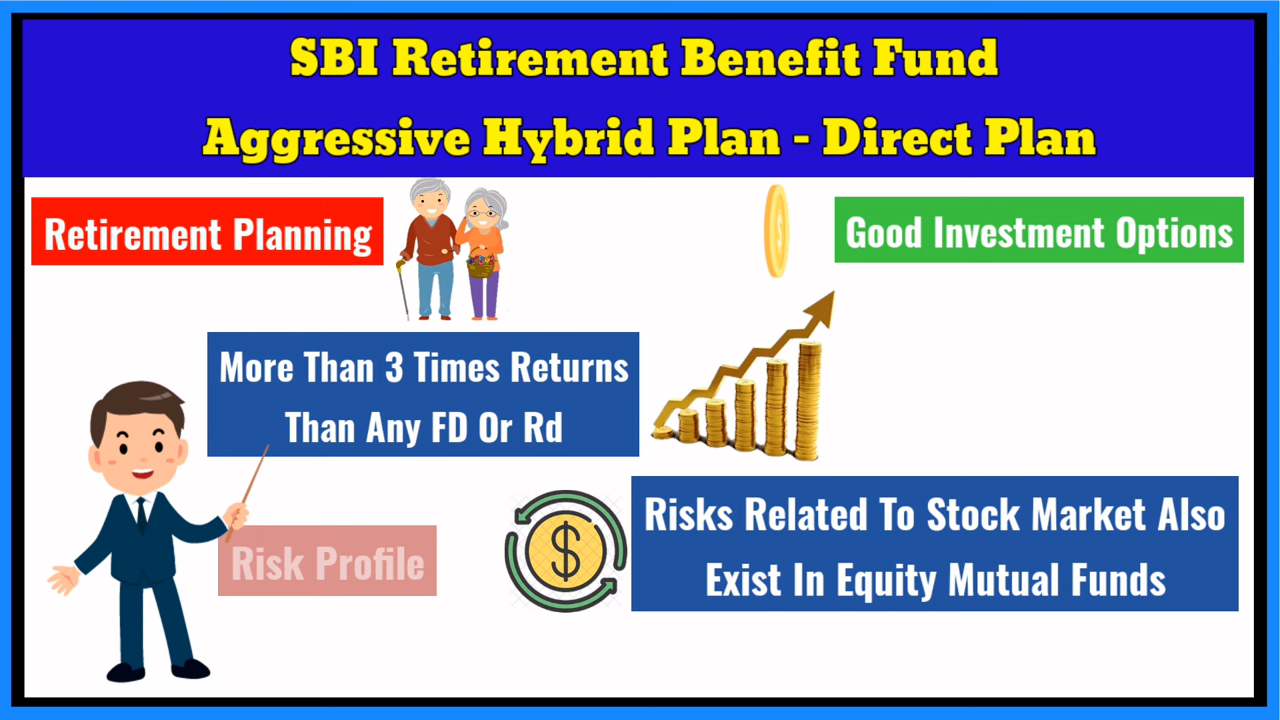 SBI Retirement Benefit Fund
Aggressive Hybrid Plan - Direct Plan
Retirement Planning
Good Investment Options
More Than 3 Times Returns
Than Any FD Or Rd
Risks Related To Stock Market Also
Exist In Equity Mutual Funds
Risk Profile